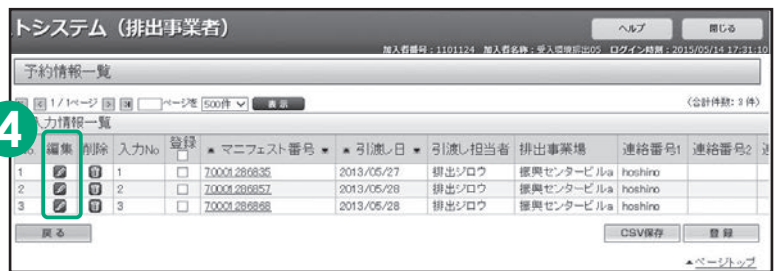 トシステム（排出事業者）
ヘルプ 閉じる
加入者番号：1101124 加入者名称：受入環境排出05 ログイン時間：2015/05/14 17:31:10
予約情報一覧
1 / 1ページ ページを 500件 表示 (合計件数: 3 件)
4
入力情報一覧
No. 編集 削除 入力No 登録 ▲ マニフェスト番号 ▼ ▲ 引渡し日 ▼ 引渡し担当者 排出事業場 連絡番号1 連絡番号2
1 1 70001286835 2013/05/27 排出ジロウ 振興センタービルa hoshino
2 2 70001286857 2013/05/28 排出ジロウ 振興センタービルa hoshino
3 3 70001286868 2013/05/28 排出ジロウ 振興センタービルa hoshino
戻る CSV保存 登録
▲ページトップ